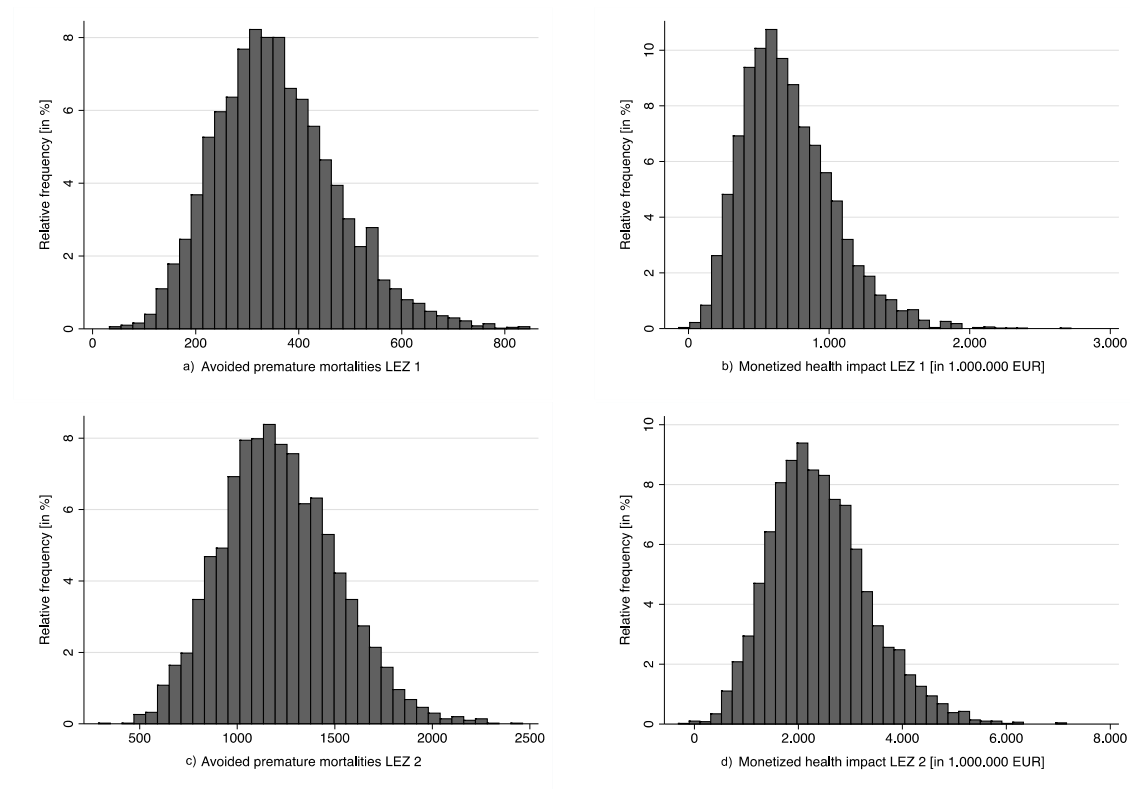 Relative frequency [in %]
8
6
4
2
0
0 200 400 600 800
a) Avoided premature mortalities LEZ 1
Relative frequency [in %]
10
8
6
4
2
0
0 1.000 2.000 3.000
b) Monetized health impact LEZ 1 [in 1.000.000 EUR]
Relative frequency [in %]
8
6
4
2
0
500 1000 1500 2000 2500
c) Avoided premature mortalities LEZ 2
Relative frequency [in %]
10
8
6
4
2
0
0 2.000 4.000 6.000 8.000
d) Monetized health impact LEZ 2 [in 1.000.000 EUR]